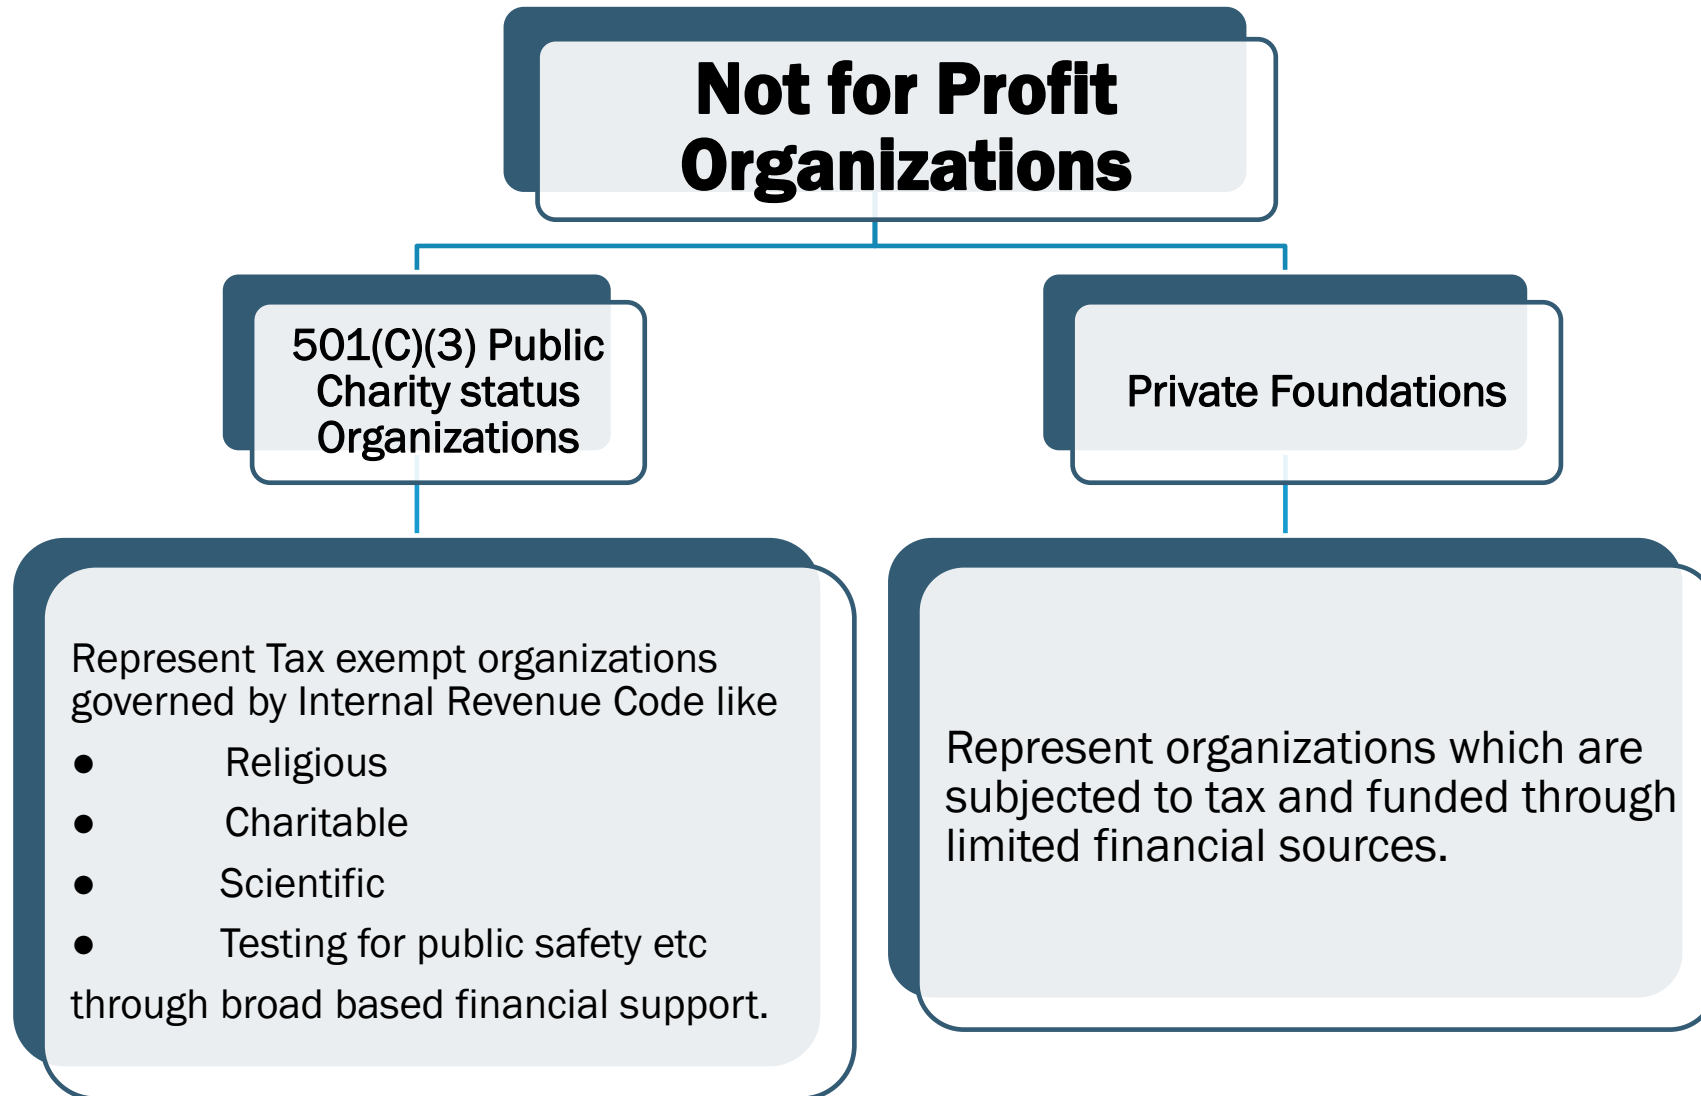 Not for Profit
Organizations
501(C)(3) Public
Charity status
Organizations
Private Foundations
Represent Tax exempt organizations
governed by Internal Revenue Code like
● Religious
● Charitable
● Scientific
● Testing for public safety etc
through broad based financial support.
Represent organizations which are
subjected to tax and funded through
limited financial sources.